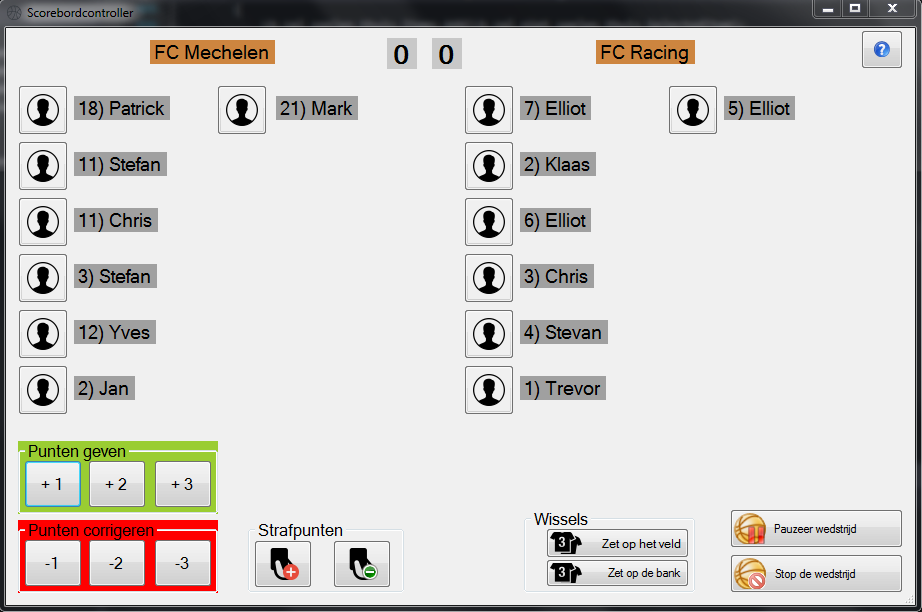 Scorebordcontroller
FC Mechelen
0 0
FC Racing
18) Patrick
21) Mark
11) Stefan
11) Chris
3) Stefan
12) Yves
2) Jan
7) Elliot
5) Elliot
2) Klaas
6) Elliot
3) Chris
4) Stevan
1) Trevor
Punten geven
+ 1
+ 2
+ 3
Punten corrigeren
-1
-2
-3
Strafpunten
Wissels
3
Zet op het veld
3
Zet op de bank
Pauzeer wedstrijd
Stop de wedstrijd